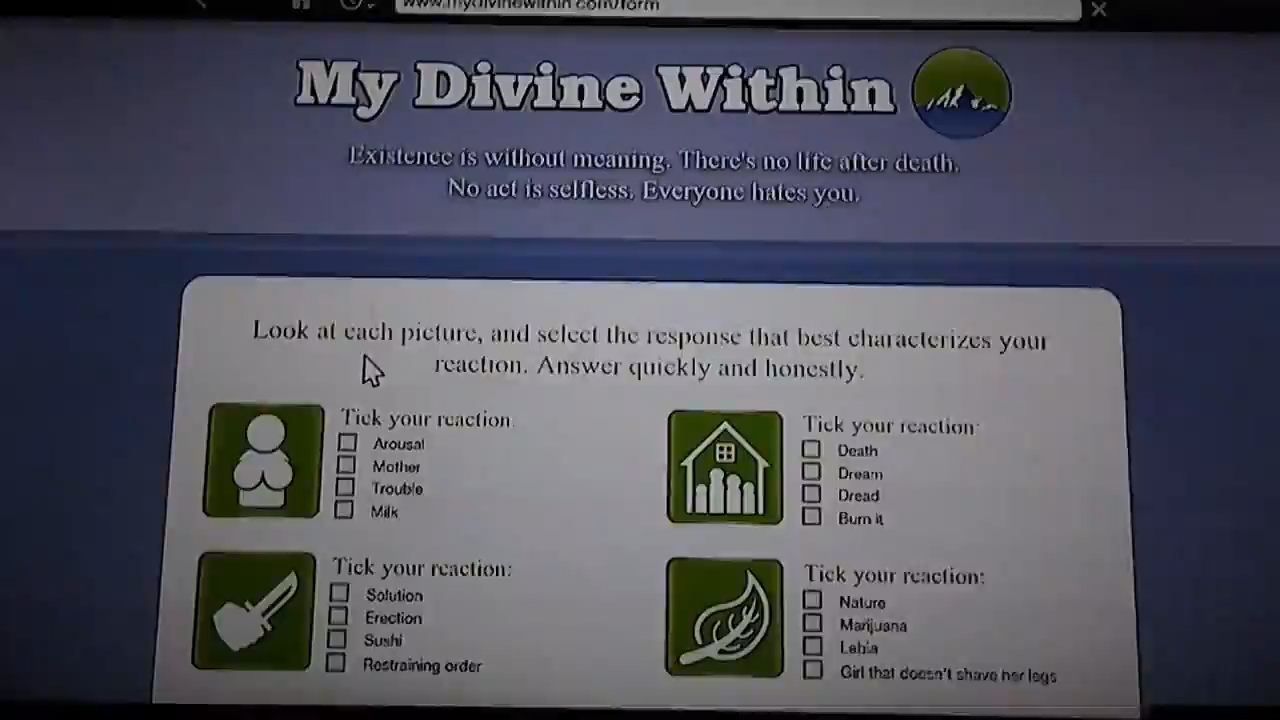 www.mydivinewithin.com/form
My Divine Within
Existence is without meaning. There's no life after death.
No act is selfless. Everyone hates you.
Look at each picture, and select the response that best characterizes your
reaction. Answer quickly and honestly.
Tick your reaction:
Arousal
Mother
Trouble
Milk
Tick your reaction:
Death
Dream
Dread
Burn it
Tick your reaction:
Solution
Erection
Sushi
Restraining order
Tick your reaction:
Nature
Marijuana
Labia
Girl that doesn't shave her legs